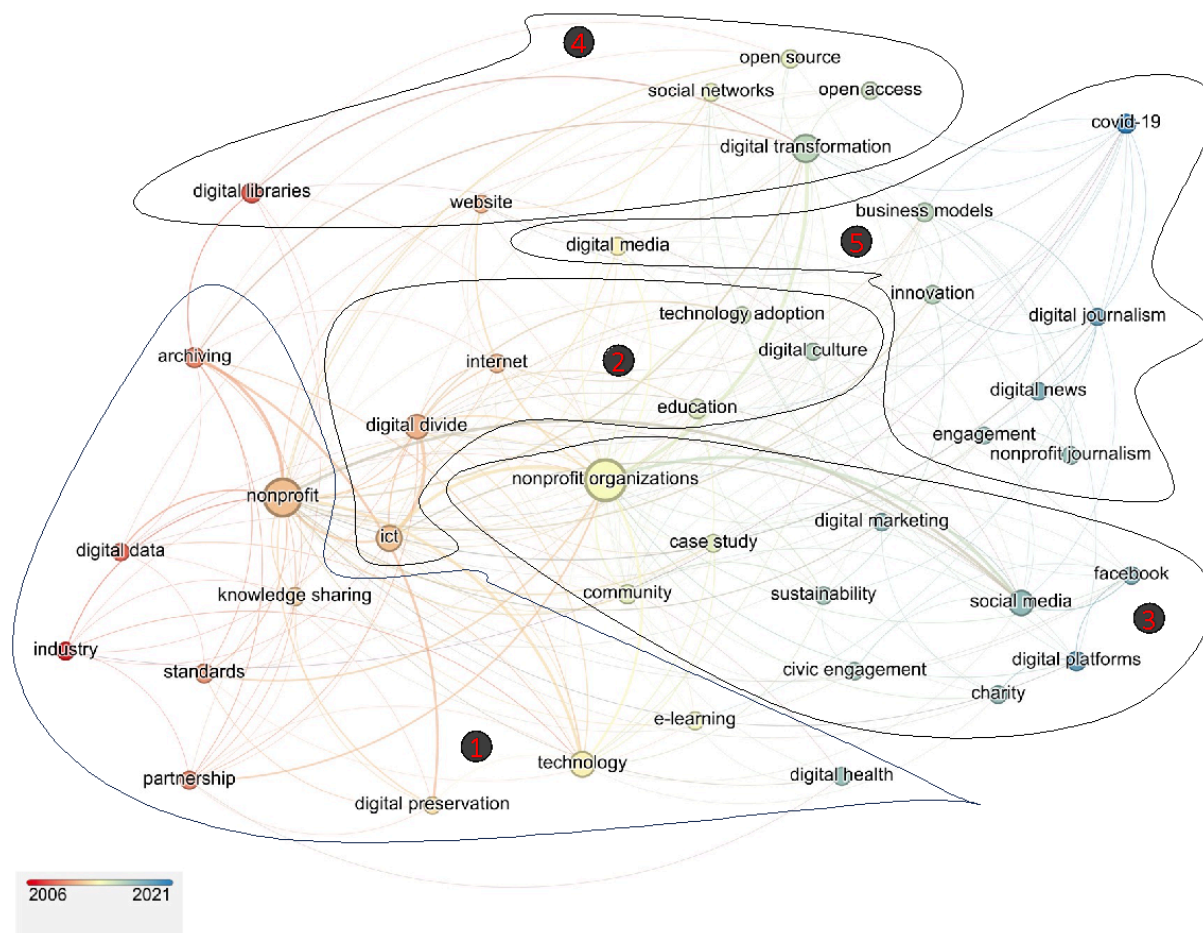 4
open source
social networks
open access
covid-19
digital transformation
digital libraries
website
business models
digital media
5
innovation
technology adoption
digital journalism
archiving
internet
2
digital culture
digital news
education
digital divide
engagement
nonprofit journalism
nonprofit organizations
nonprofit
digital marketing
ict
case study
digital data
facebook
knowledge sharing
community
sustainability
social media
3
industry
standards
civic engagement
digital platforms
charity
e-learning
1
technology
partnership
digital health
digital preservation
2006
2021